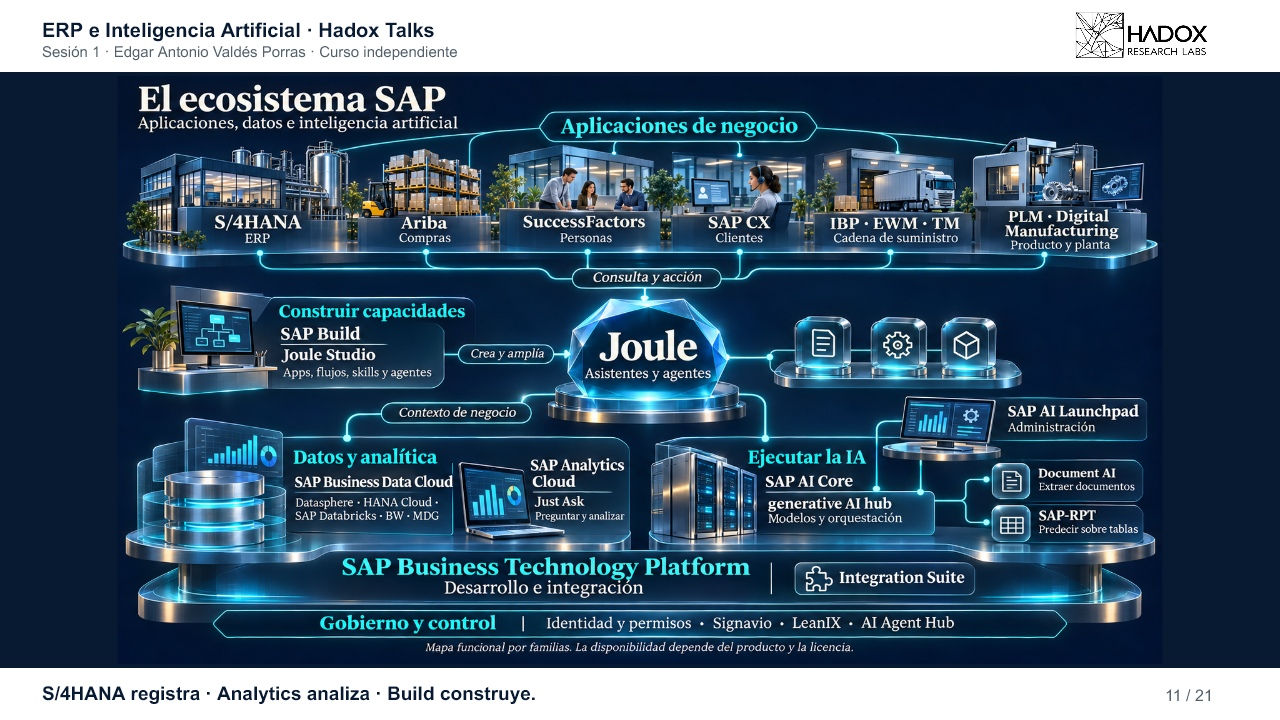 ERP e Inteligencia Artificial · Hadox Talks
Sesión 1 · Edgar Antonio Valdés Porras · Curso independiente
HADOX
RESEARCH LABS
El ecosistema SAP
Aplicaciones, datos e inteligencia artificial
Aplicaciones de negocio
S/4HANA
ERP
Ariba
Compras
SuccessFactors
Personas
SAP CX
Clientes
IBP · EWM · TM
Cadena de suministro
PLM · Digital
Manufacturing
Producto y planta
Consulta y acción
Construir capacidades
SAP Build
Joule Studio
Apps, flujos, skills y agentes
Crea y amplía
Joule
Asistentes y agentes
Contexto de negocio
Datos y analítica
SAP Business Data Cloud
Datasphere · HANA Cloud ·
SAP Databricks · BW · MDG
SAP Analytics
Cloud
Just Ask
Preguntar y analizar
Ejecutar la IA
SAP AI Core
generative AI hub
Modelos y orquestación
SAP AI Launchpad
Administración
Document AI
Extraer documentos
SAP-RPT
Predecir sobre tablas
SAP Business Technology Platform
Desarrollo e integración
Integration Suite
Gobierno y control | Identidad y permisos • Signavio • LeanIX • AI Agent Hub
Mapa funcional por familias. La disponibilidad depende del producto y la licencia.
S/4HANA registra · Analytics analiza · Build construye.
11 / 21